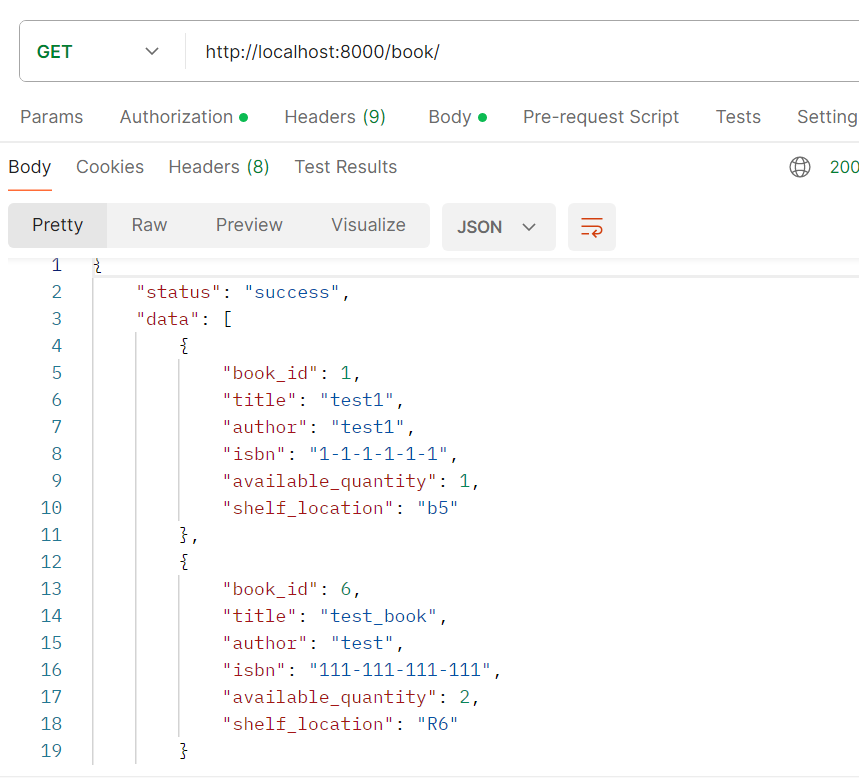 GET http://localhost:8000/book/
Params Authorization Headers (9) Body Pre-request Script Tests Setting
Body Cookies Headers (8) Test Results 200
Pretty Raw Preview Visualize JSON
1 {
2 "status": "success",
3 "data": [
4 {
5 "book_id": 1,
6 "title": "test1",
7 "author": "test1",
8 "isbn": "1-1-1-1-1-1",
9 "available_quantity": 1,
10 "shelf_location": "b5"
11 },
12 {
13 "book_id": 6,
14 "title": "test_book",
15 "author": "test",
16 "isbn": "111-111-111-111",
17 "available_quantity": 2,
18 "shelf_location": "R6"
19 }